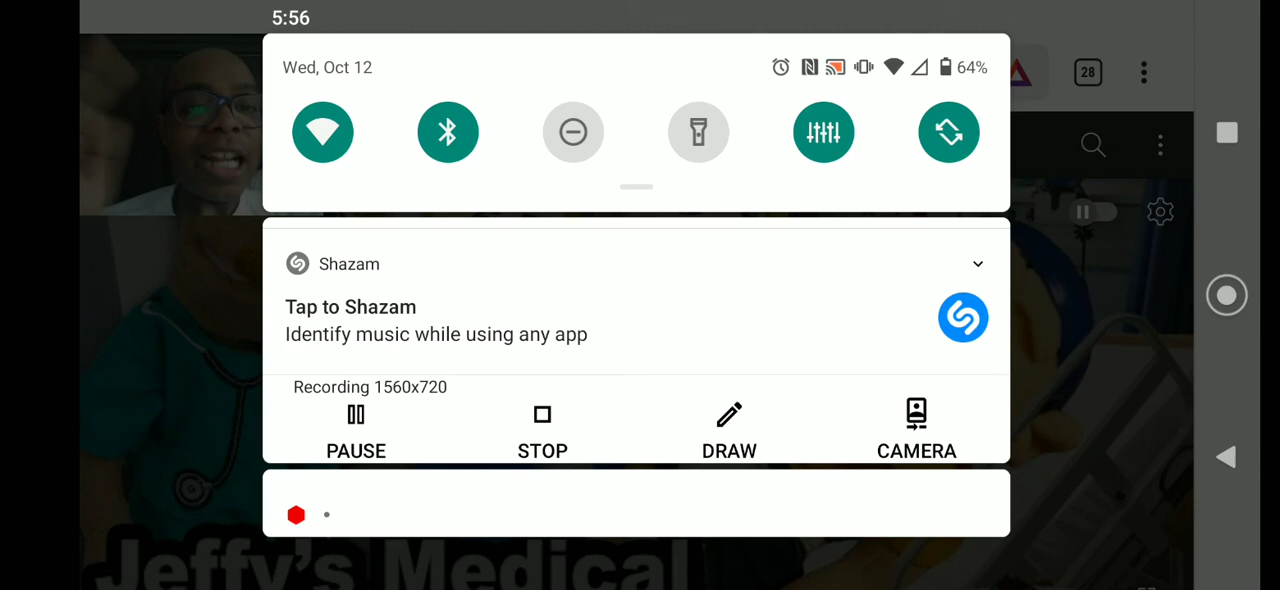 5:56
Wed, Oct 12
64%
28
Shazam
Tap to Shazam
Identify music while using any app
Recording 1560x720
PAUSE STOP DRAW CAMERA
Jeffy's Medical